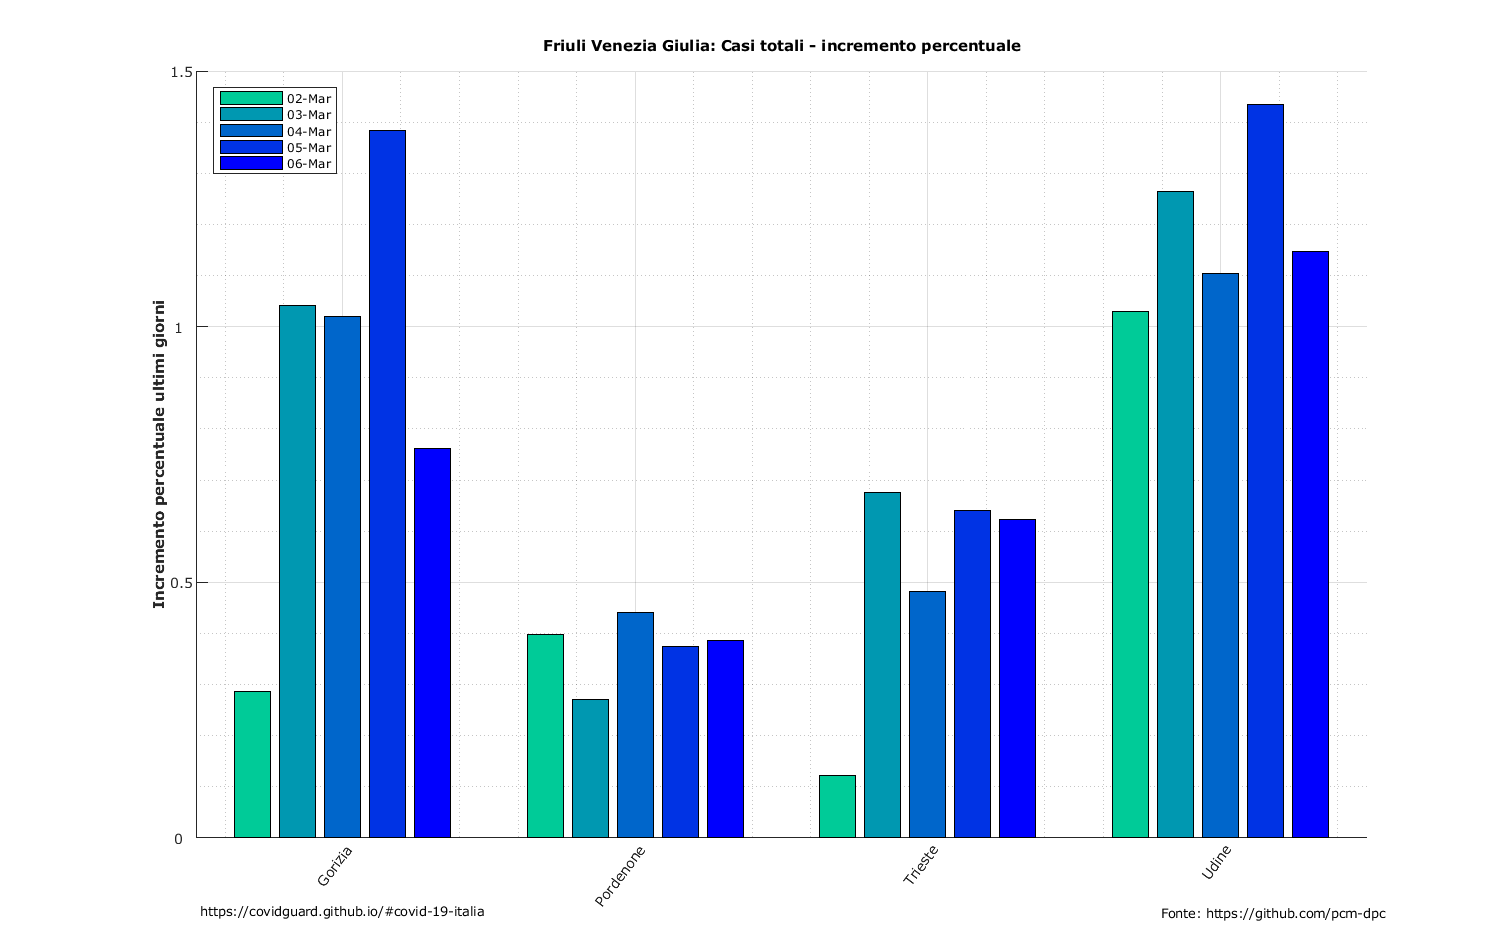 Friuli Venezia Giulia: Casi totali - incremento percentuale
1.5
02-Mar
03-Mar
04-Mar
05-Mar
06-Mar
Incremento percentuale ultimi giorni
1
0.5
0
Gorizia
Pordenone
Trieste
Udine
https://covidguard.github.io/#covid-19-italia
Fonte: https://github.com/pcm-dpc